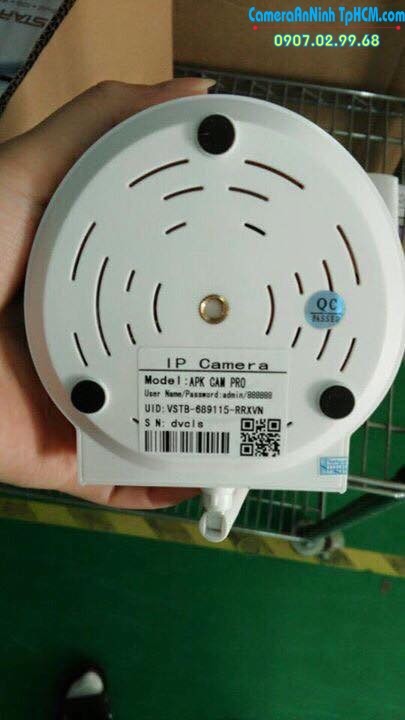 CameraAnNinh TpHCM.com
0907.02.99.68
STAR
QC
PASSED
IP Camera
Model:APK CAM PRO
User Name/Password:admin/888888
UID:VSTB-689115-RRXVN
S N: dvcls